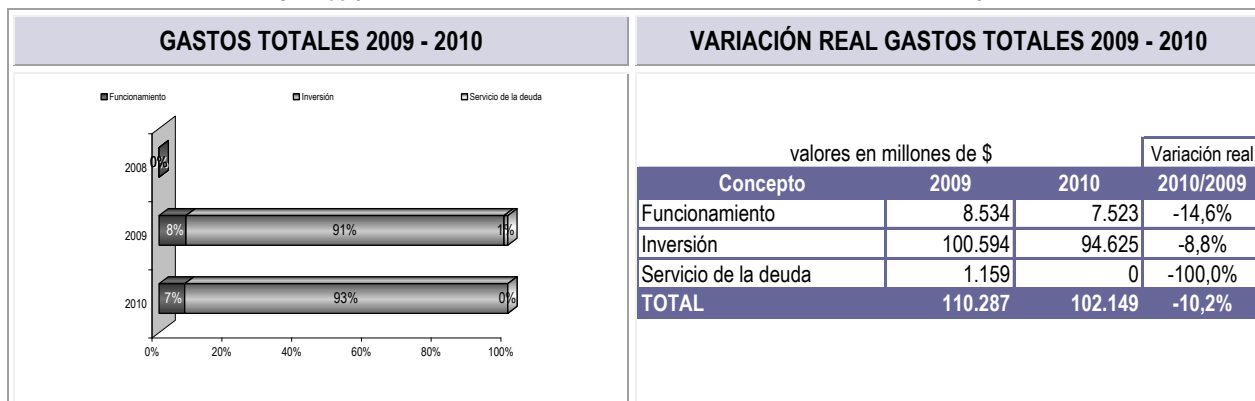 GASTOS TOTALES 2009 - 2010
Funcionamiento Inversión Servicio de la deuda
2008 0%
2009 8% 91% 1%
2010 7% 93% 0%
0% 20% 40% 60% 80% 100%
VARIACIÓN REAL GASTOS TOTALES 2009 - 2010
valores en millones de $ Variación real
Concepto 2009 2010 2010/2009
Funcionamiento 8.534 7.523 -14,6%
Inversión 100.594 94.625 -8,8%
Servicio de la deuda 1.159 0 -100,0%
TOTAL 110.287 102.149 -10,2%